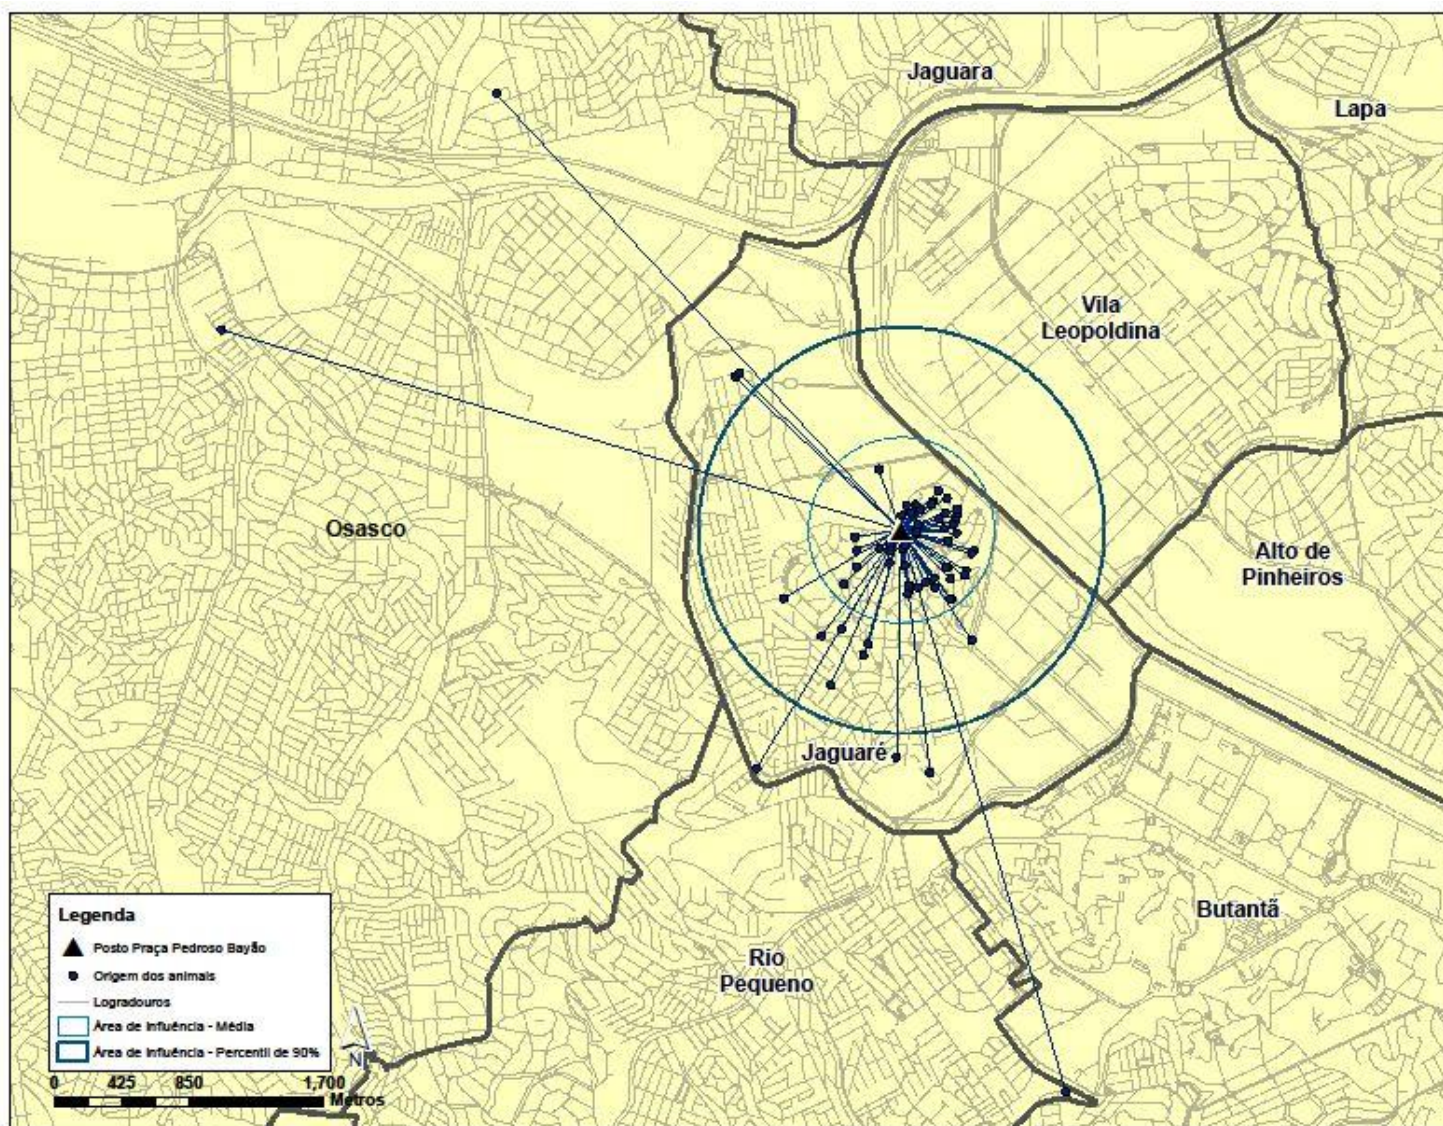 Jaguara
Lapa
Vila
Leopoldina
Osasco
Alto de
Pinheiros
Jaguaré
Butantã
Rio
Pequeno
Legenda
Posto Praça Pedroso Bayão
Origem dos animais
Logradouros
Área de Influência - Média
Área de Influência - Percentil de 90%
N
0 425 850 1,700
Metros